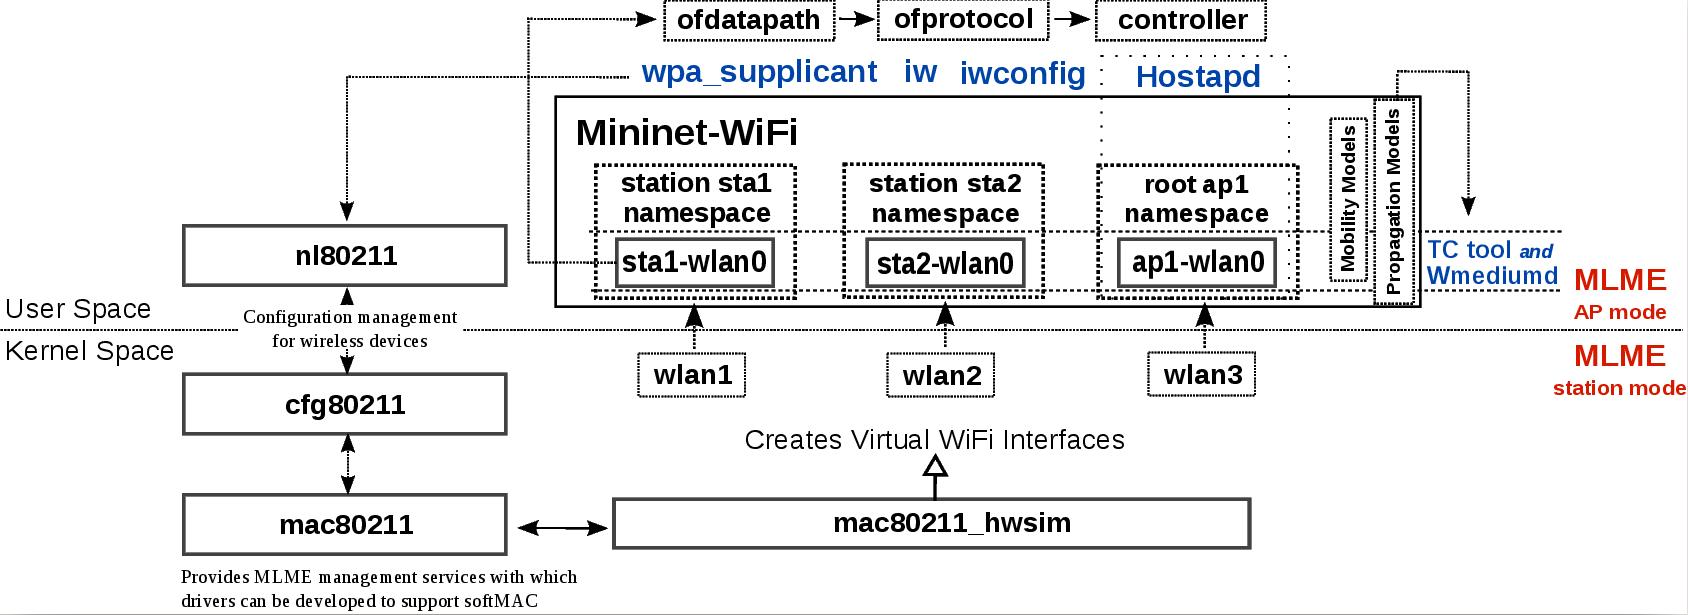 ofdatapath
ofprotocol
controller
wpa_supplicant
iw
iwconfig
Hostapd
Mininet-WiFi
station sta1
namespace
sta1-wlan0
station sta2
namespace
sta2-wlan0
root ap1
namespace
ap1-wlan0
Mobility Models
Propagation Models
TC tool and
Wmediumd
MLME
AP mode
MLME
station mode
nl80211
User Space
Kernel Space
Configuration management
for wireless devices
wlan1
wlan2
wlan3
cfg80211
Creates Virtual WiFi Interfaces
mac80211
mac80211_hwsim
Provides MLME management services with which
drivers can be developed to support softMAC